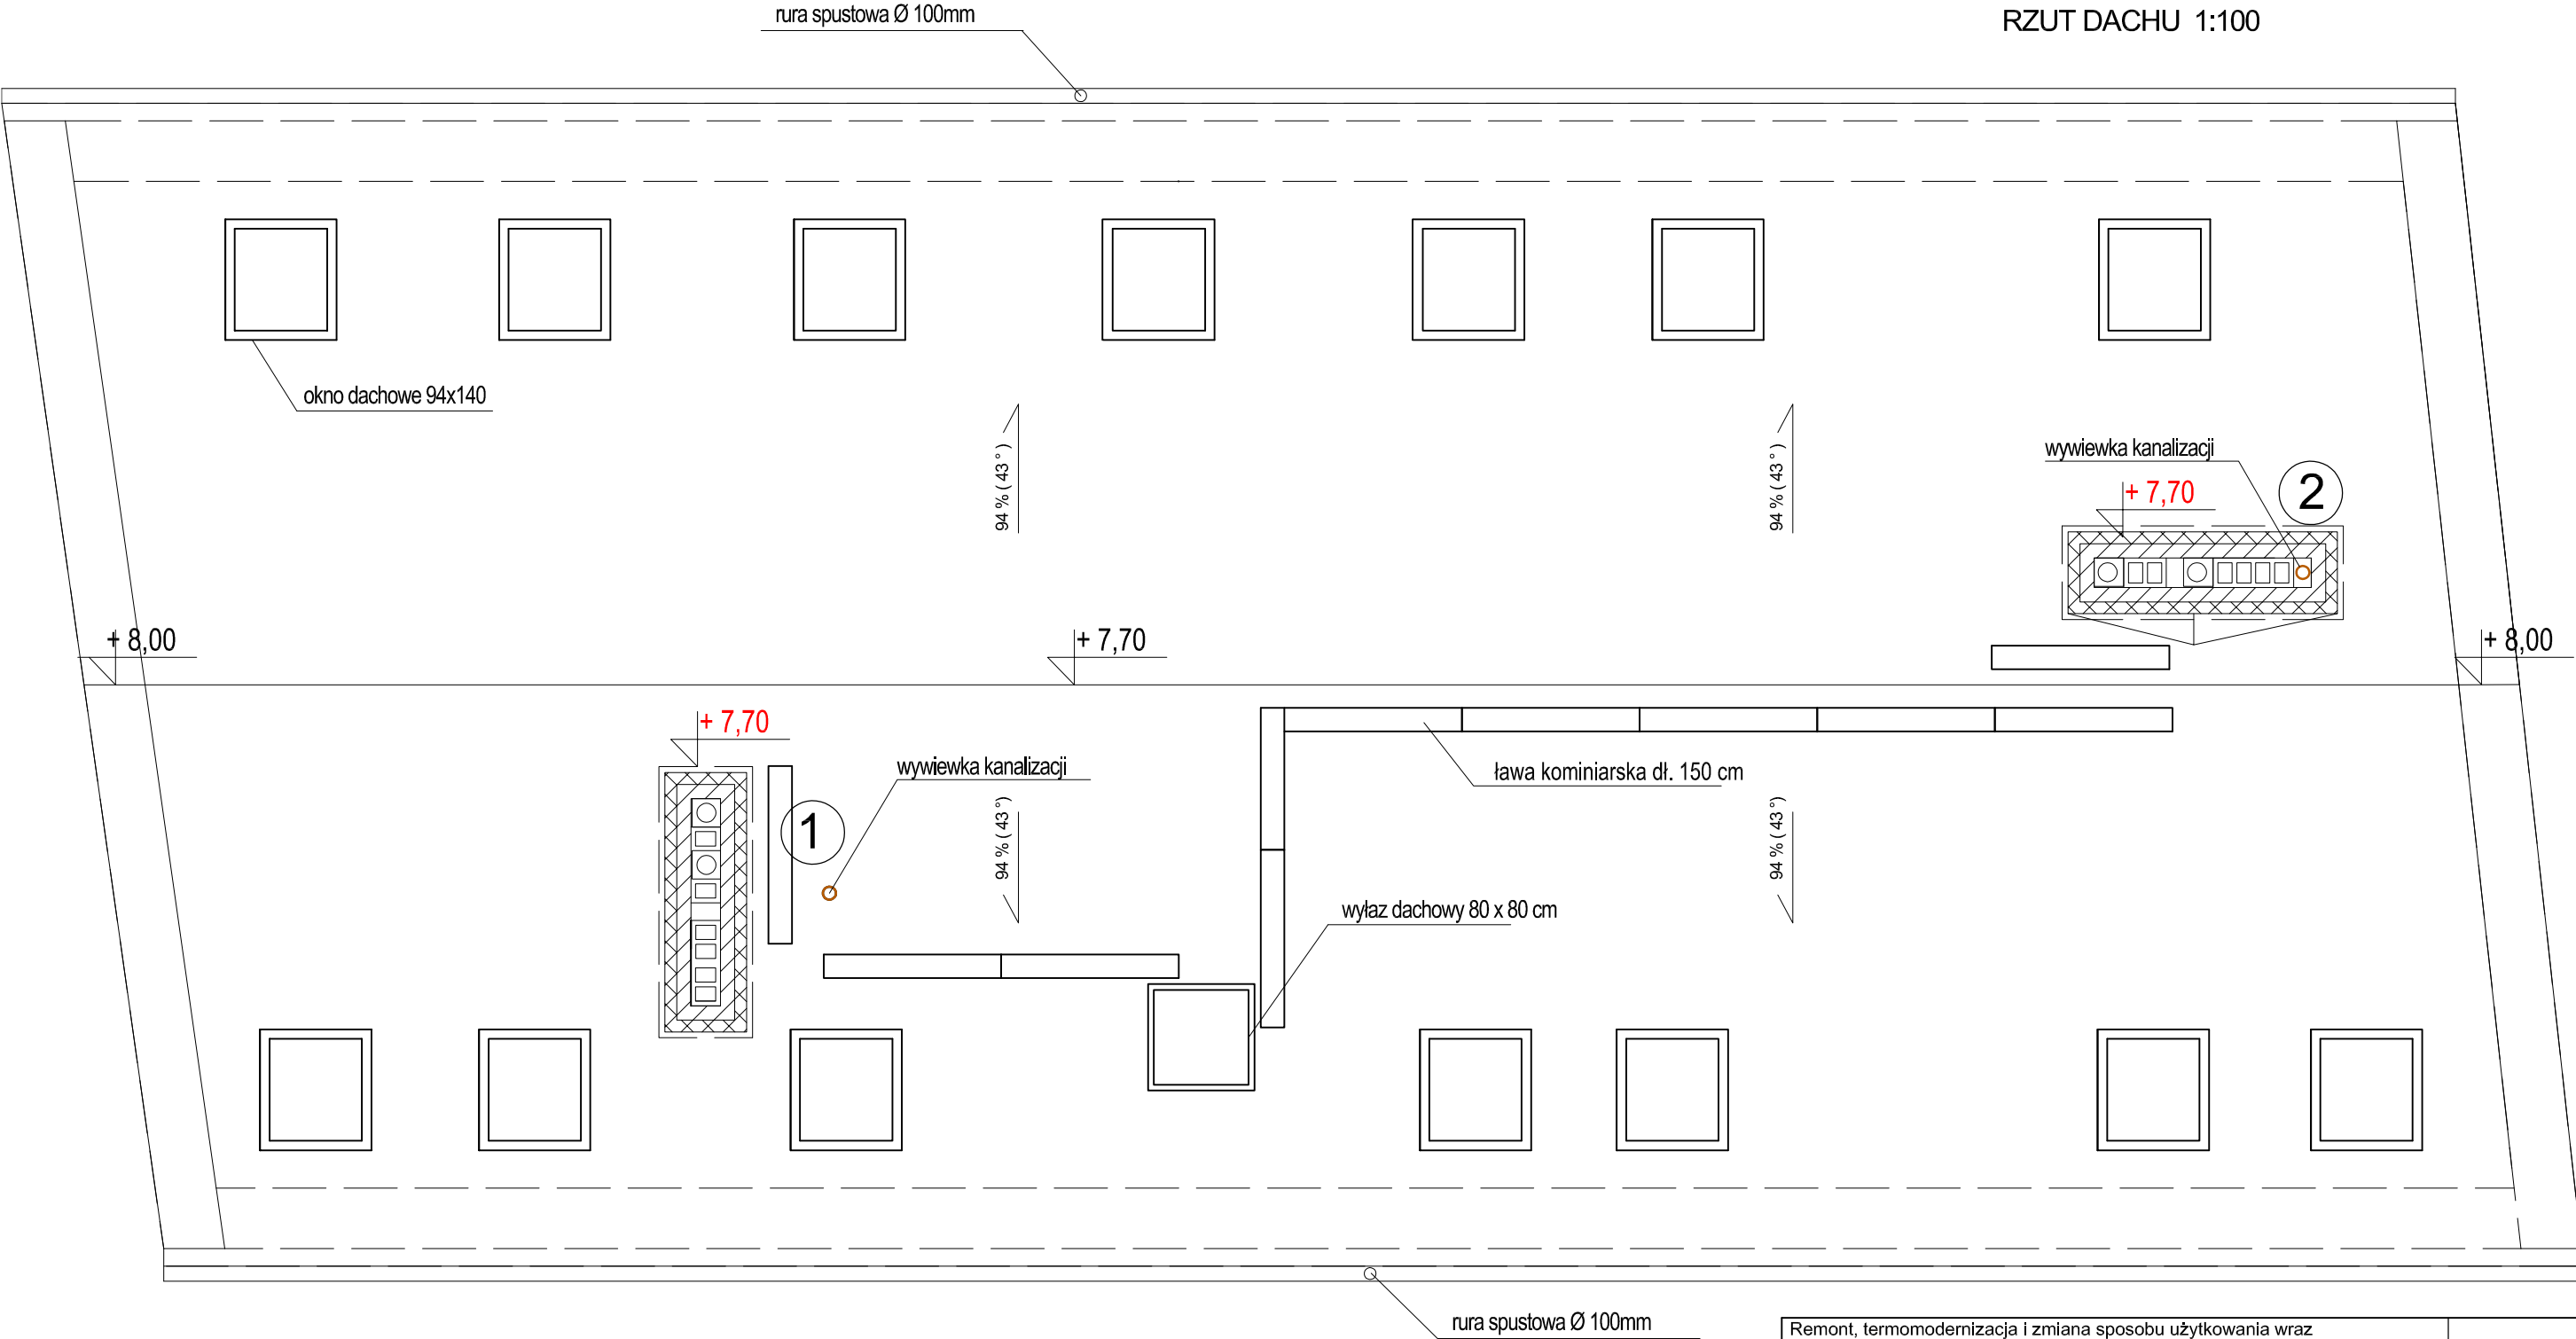 rura spustowa Ø 100mm
RZUT DACHU 1:100
okno dachowe 94x140
94 % ( 43 ° )
94 % ( 43 ° )
wywiewka kanalizacji
2
+ 7,70
+ 8,00
+ 7,70
+ 8,00
+ 7,70
wywiewka kanalizacji
ława kominiarska dł. 150 cm
1
94 % ( 43 °)
94 % ( 43 °)
wyłaz dachowy 80 x 80 cm
rura spustowa Ø 100mm
Remont, termomodernizacja i zmiana sposobu użytkowania wraz